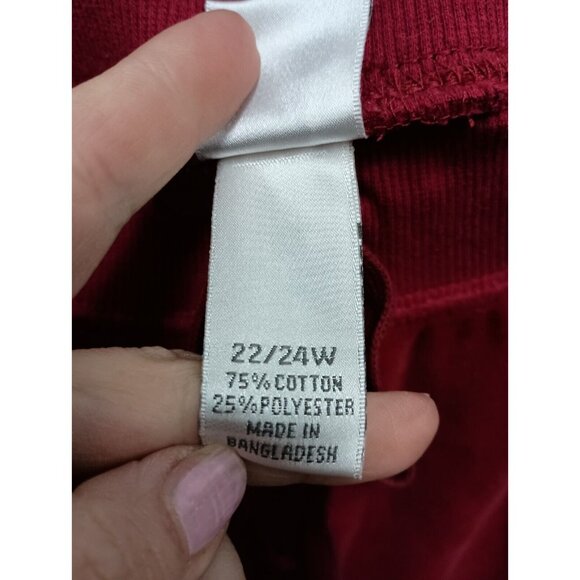 22/24W
75% COTTON
25% POLYESTER
MADE IN
BANGLADESH